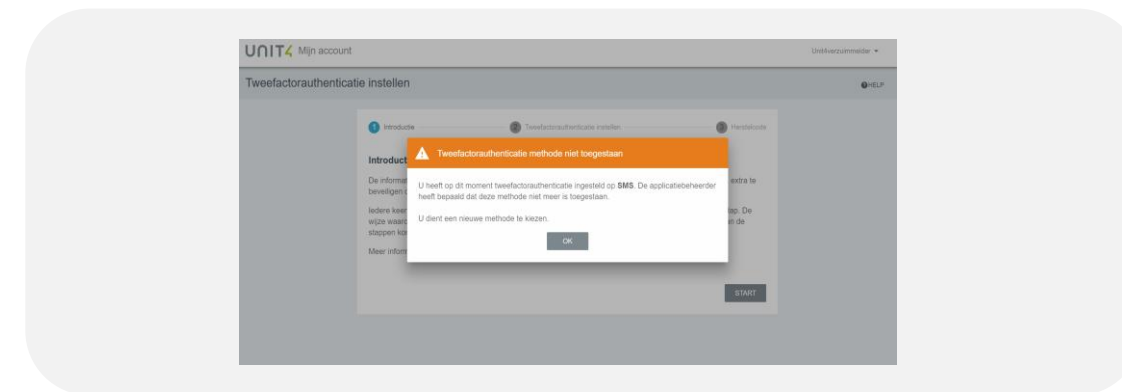 UNIT4 Mijn account
Unit4verzuimmelder
Tweefactorauthenticatie instellen
HELP
1 Introductie
2 Tweefactorauthenticatie instellen
3 Herstelcode
Tweefactorauthenticatie methode niet toegestaan
Introduct
De informat
extra te
beveiligen
U heeft op dit moment tweefactorauthenticatie ingesteld op SMS. De applicatiebeheerder
heeft bepaald dat deze methode niet meer is toegestaan.
Iedere keer
De
wijze waaro
in de
stappen ko
U dient een nieuwe methode te kiezen.
OK
Meer inform
START